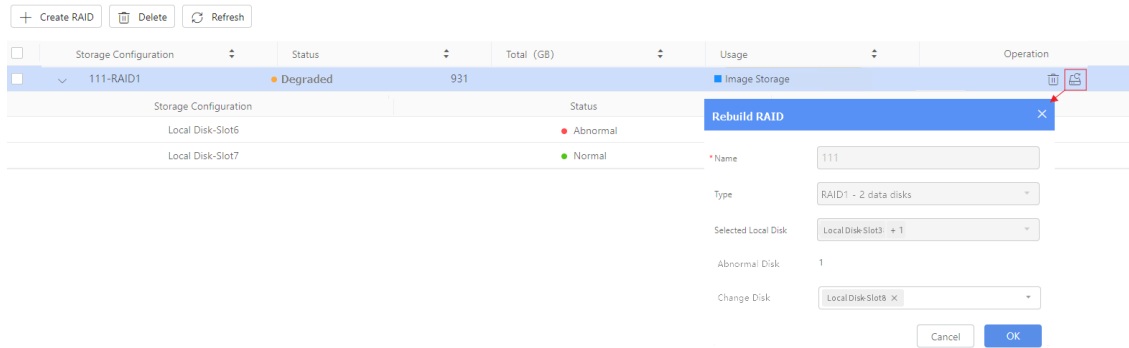 Create RAID Delete Refresh
Storage Configuration Status Total (GB) Usage Operation
111-RAID1 Degraded 931 Image Storage
Storage Configuration Status
Local Disk-Slot6 Abnormal
Local Disk-Slot7 Normal
Rebuild RAID
* Name 111
Type RAID1 - 2 data disks
Selected Local Disk Local Disk-Slot3 + 1
Abnormal Disk 1
Change Disk Local Disk-Slot8 ×
Cancel OK